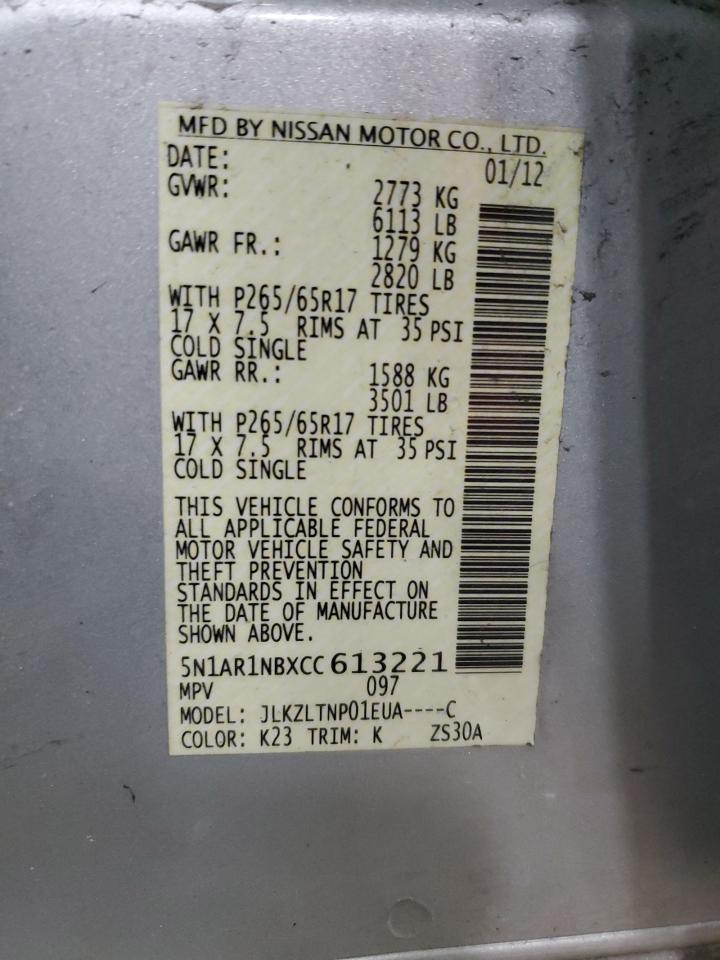 MFD BY NISSAN MOTOR CO., LTD.
DATE: 01/12
GVWR: 2773 KG
6113 LB
GAWR FR.: 1279 KG
2820 LB
WITH P265/65R17 TIRES
17 X 7.5 RIMS AT 35 PSI
COLD SINGLE
GAWR RR.: 1588 KG
3501 LB
WITH P265/65R17 TIRES
17 X 7.5 RIMS AT 35 PSI
COLD SINGLE
THIS VEHICLE CONFORMS TO
ALL APPLICABLE FEDERAL
MOTOR VEHICLE SAFETY AND
THEFT PREVENTION
STANDARDS IN EFFECT ON
THE DATE OF MANUFACTURE
SHOWN ABOVE.
5N1AR1NBXCC613221
MPV 097
MODEL: JLKZLTNP01EUA----C
COLOR: K23 TRIM: K ZS30A